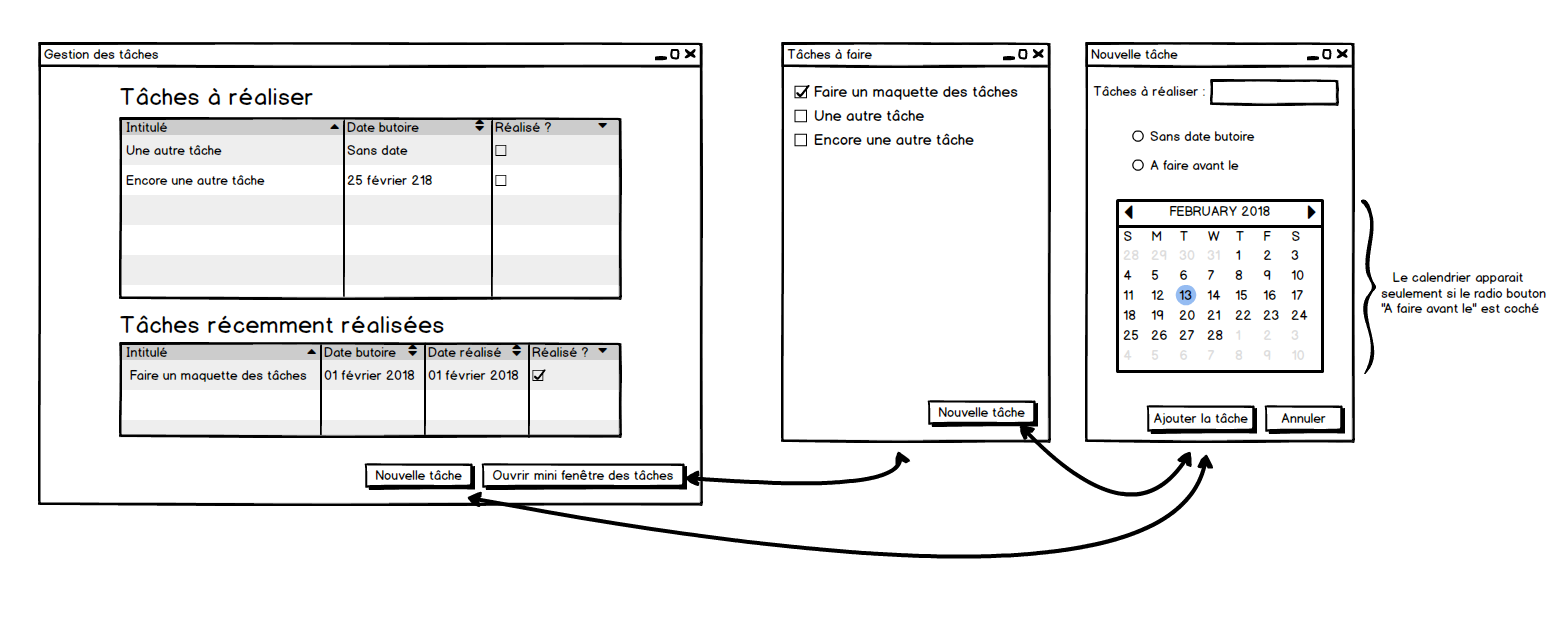 Gestion des tâches
Tâches à réaliser
Intitulé Date butoire Réalisé ?
Une autre tâche Sans date
Encore une autre tâche 25 février 218
Tâches récemment réalisées
Intitulé Date butoire Date réalisé Réalisé ?
Faire un maquette des tâches 01 février 2018 01 février 2018
Nouvelle tâche Ouvrir mini fenêtre des tâches
Tâches à faire
Faire un maquette des tâches
Une autre tâche
Encore une autre tâche
Nouvelle tâche
Nouvelle tâche
Tâches à réaliser :
Sans date butoire
A faire avant le
FEBRUARY 2018
S M T W T F S
28 29 30 31 1 2 3
4 5 6 7 8 9 10
11 12 13 14 15 16 17
18 19 20 21 22 23 24
25 26 27 28 1 2 3
4 5 6 7 8 9 10
Ajouter la tâche Annuler
Le calendrier apparait
seulement si le radio bouton
"A faire avant le" est coché